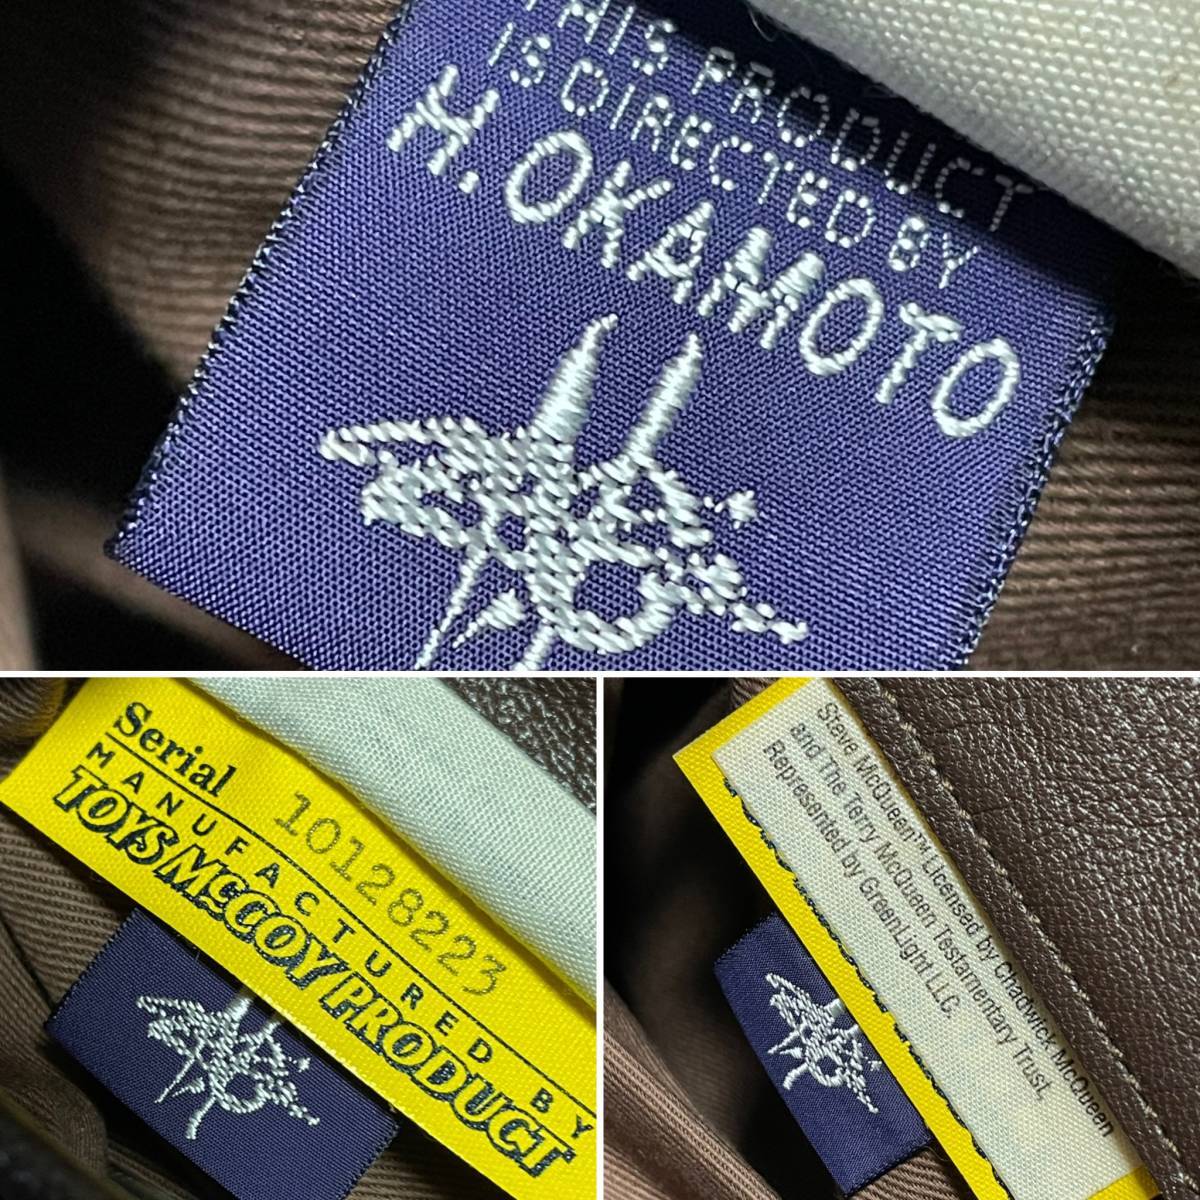 THIS PRODUCT
IS DIRECTED BY
H.OKAMOTO
Serial 10128223
MANUFACTURED BY
TOYS McCOY PRODUCT
Steve McQueen™ Licensed by Chadwick McQueen
and The Terry McQueen Testamentary Trust,
Represented by GreenLight LLC.